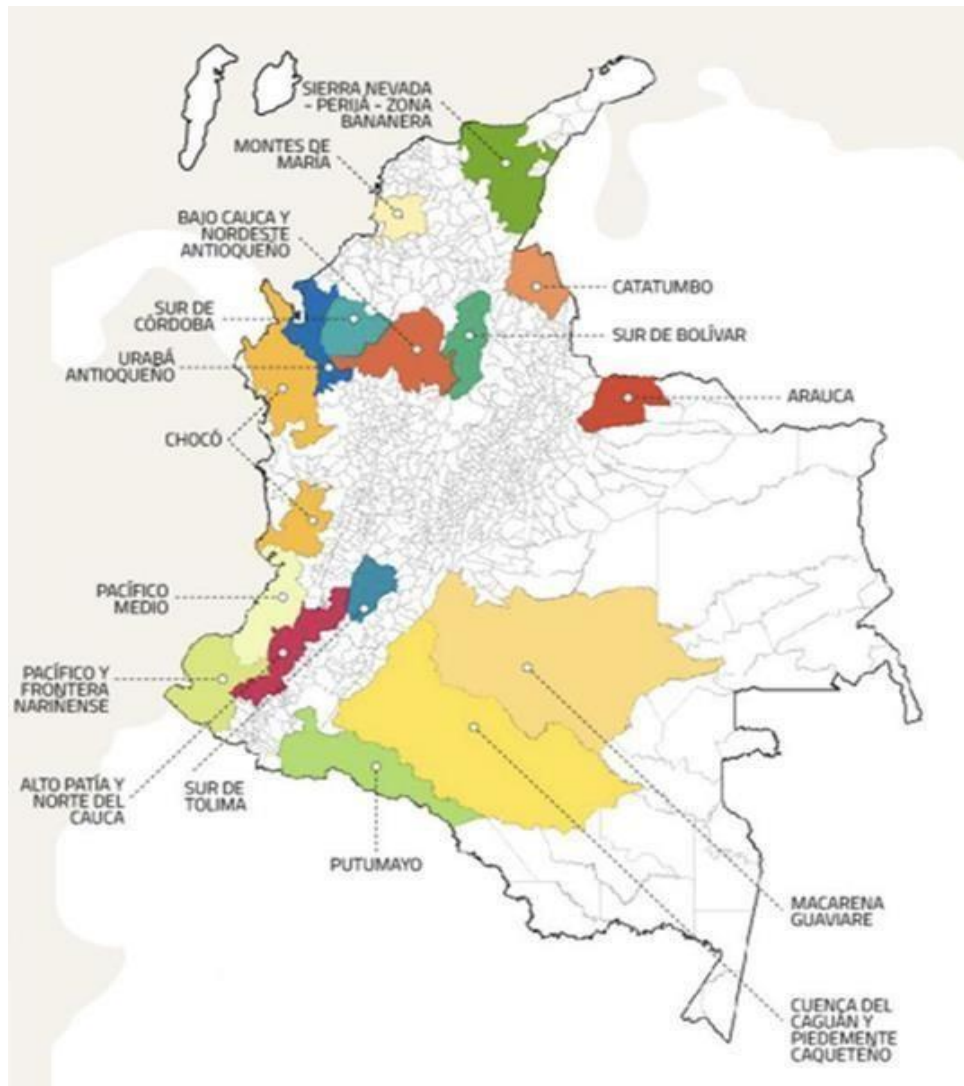 SIERRA NEVADA
- PERIJÁ - ZONA
BANANERA
MONTES DE
MARÍA
BAJO CAUCA Y
NORDESTE
ANTIOQUEÑO
CATATUMBO
SUR DE
CÓRDOBA
SUR DE BOLÍVAR
URABÁ
ANTIOQUEÑO
ARAUCA
CHOCÓ
PACÍFICO
MEDIO
PACÍFICO Y
FRONTERA
NARIÑENSE
ALTO PATÍA Y
NORTE DEL
CAUCA
SUR DE
TOLIMA
PUTUMAYO
MACARENA
GUAVIARE
CUENCA DEL
CAGUÁN Y
PIEDEMENTE
CAQUETEÑO